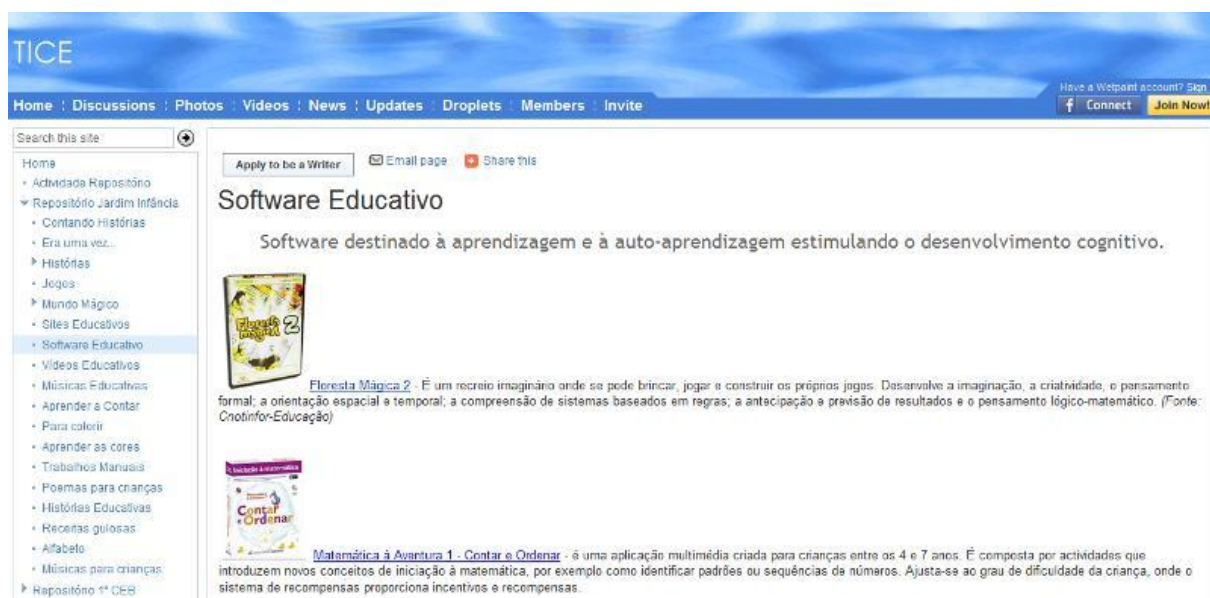 TICE
Have a Wetpaint account? Sign
Home Discussions Photos Videos News Updates Droplets Members Invite
f Connect Join Now!
Search this site
Home
Actividade Repositório
Repositório Jardim Infância
Contando Histórias
Era uma vez...
Histórias
Jogos
Mundo Mágico
Sites Educativos
Software Educativo
Vídeos Educativos
Músicas Educativas
Aprender a Contar
Para colorir
Aprender as cores
Trabalhos Manuais
Poemas para crianças
Histórias Educativas
Receitas gulosas
Alfabeto
Músicas para crianças
Repositório 1º CEB
Apply to be a Writer Email page Share this
Software Educativo
Software destinado à aprendizagem e à auto-aprendizagem estimulando o desenvolvimento cognitivo.
Floresta mágica 2
Floresta Mágica 2 - É um recreio imaginário onde se pode brincar, jogar e construir os próprios jogos. Desenvolve a imaginação, a criatividade, o pensamento
formal; a orientação espacial e temporal; a compreensão de sistemas baseados em regras; a antecipação e previsão de resultados e o pensamento lógico-matemático. (Fonte:
Cnotinfor-Educação)
Iniciação à matemática
Contar
e Ordenar
Matemática à Aventura 1 - Contar e Ordenar - é uma aplicação multimédia criada para crianças entre os 4 e 7 anos. É composta por actividades que
introduzem novos conceitos de iniciação à matemática, por exemplo como identificar padrões ou sequências de números. Ajusta-se ao grau de dificuldade da criança, onde o
sistema de recompensas proporciona incentivos e recompensas.